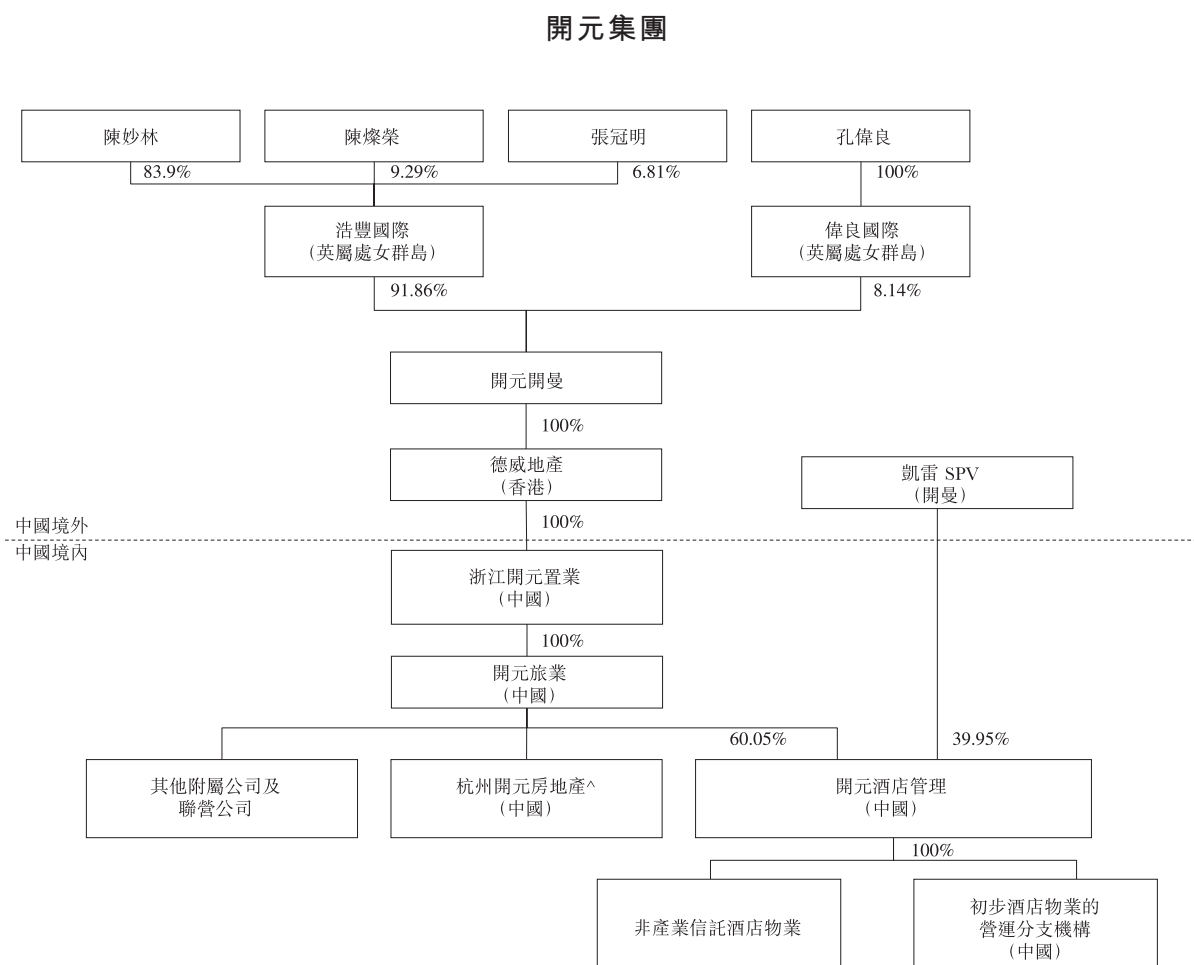 開元集團
陳妙林
陳燦榮
張冠明
孔偉良
83.9%
9.29%
6.81%
100%
浩豐國際
（英屬處女群島）
偉良國際
（英屬處女群島）
91.86%
8.14%
開元開曼
100%
德威地產
（香港）
凱雷 SPV
（開曼）
100%
中國境外
中國境內
浙江開元置業
（中國）
100%
開元旅業
（中國）
60.05%
39.95%
其他附屬公司及
聯營公司
杭州開元房地產^
（中國）
開元酒店管理
（中國）
100%
非產業信託酒店物業
初步酒店物業的
營運分支機構
（中國）